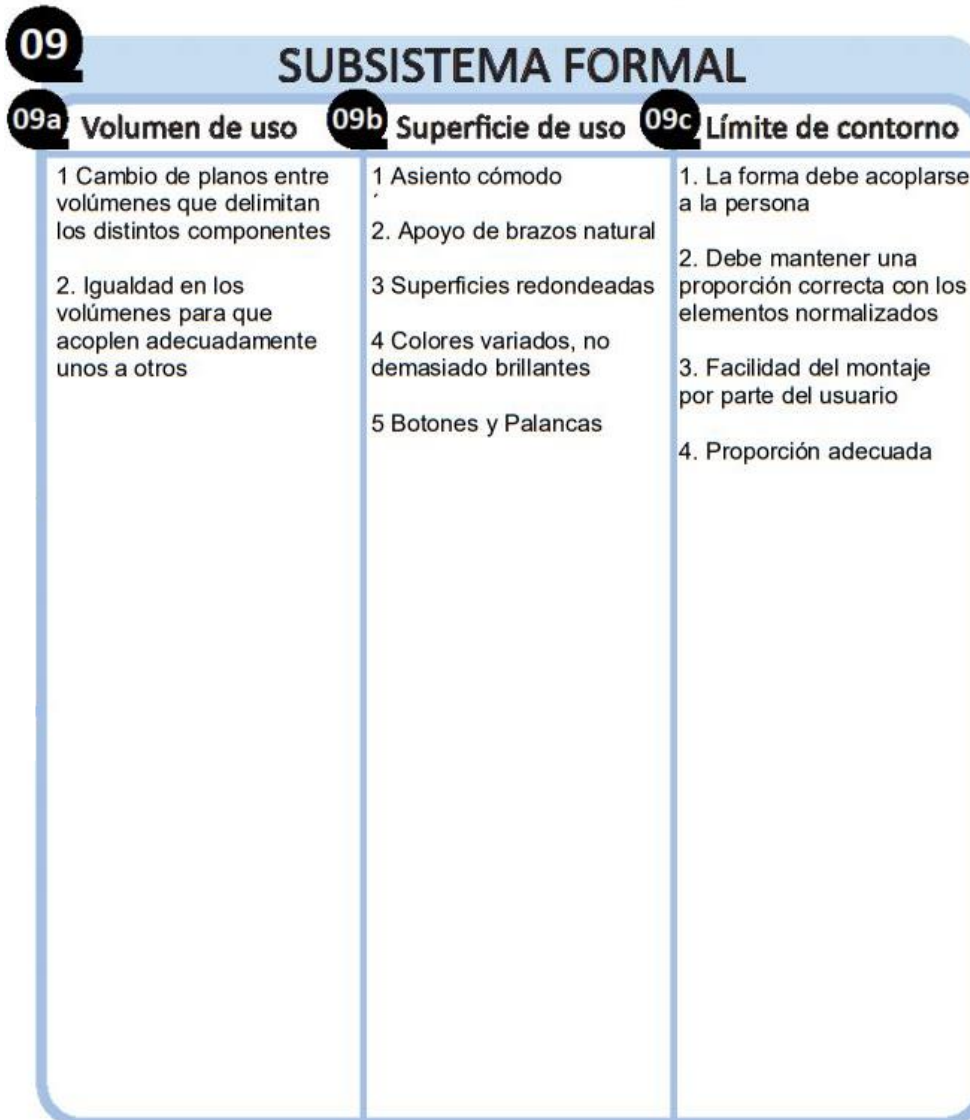 09
SUBSISTEMA FORMAL
09a Volumen de uso
1 Cambio de planos entre
volúmenes que delimitan
los distintos componentes
2. Igualdad en los
volúmenes para que
acoplen adecuadamente
unos a otros
09b Superficie de uso
1 Asiento cómodo
2. Apoyo de brazos natural
3 Superficies redondeadas
4 Colores variados, no
demasiado brillantes
5 Botones y Palancas
09c Límite de contorno
1. La forma debe acoplarse
a la persona
2. Debe mantener una
proporción correcta con los
elementos normalizados
3. Facilidad del montaje
por parte del usuario
4. Proporción adecuada